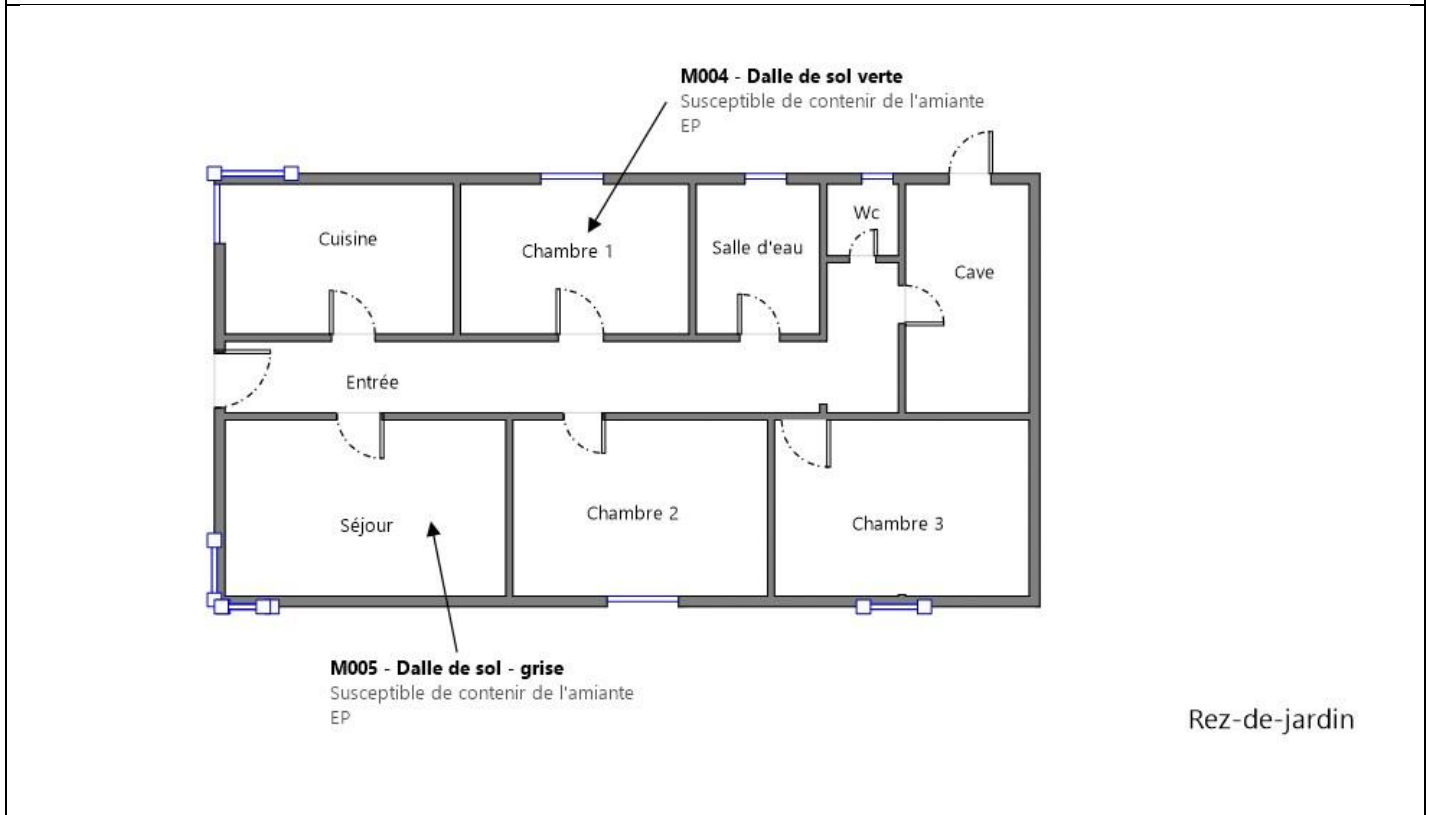 M004 - Dalle de sol verte
Susceptible de contenir de l'amiante
EP
Wc
Cuisine
Chambre 1
Salle d'eau
Cave
Entrée
Séjour
Chambre 2
Chambre 3
M005 - Dalle de sol - grise
Susceptible de contenir de l'amiante
EP
Rez-de-jardin